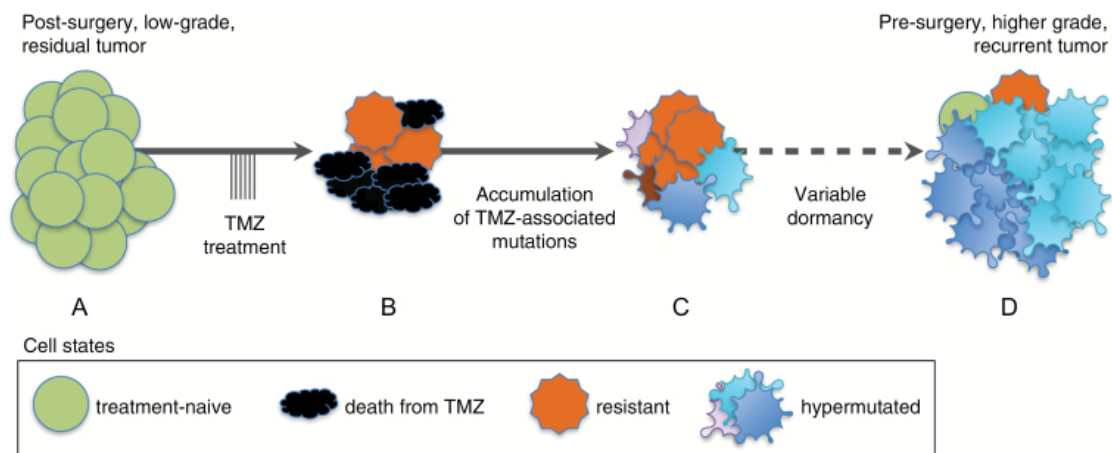 Post-surgery, low-grade,
residual tumor
Pre-surgery, higher grade,
recurrent tumor
TMZ
treatment
Accumulation
of TMZ-associated
mutations
Variable
dormancy
A
B
C
D
Cell states
treatment-naive
death from TMZ
resistant
hypermutated